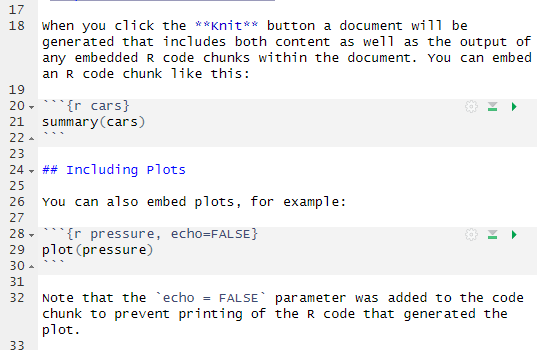 17
18 When you click the **Knit** button a document will be
generated that includes both content as well as the output of
any embedded R code chunks within the document. You can embed
an R code chunk like this:
19
20 ```{r cars}
21 summary(cars)
22 ```
23
24 ## Including Plots
25
26 You can also embed plots, for example:
27
28 ```{r pressure, echo=FALSE}
29 plot(pressure)
30 ```
31
32 Note that the `echo = FALSE` parameter was added to the code
chunk to prevent printing of the R code that generated the
plot.
33